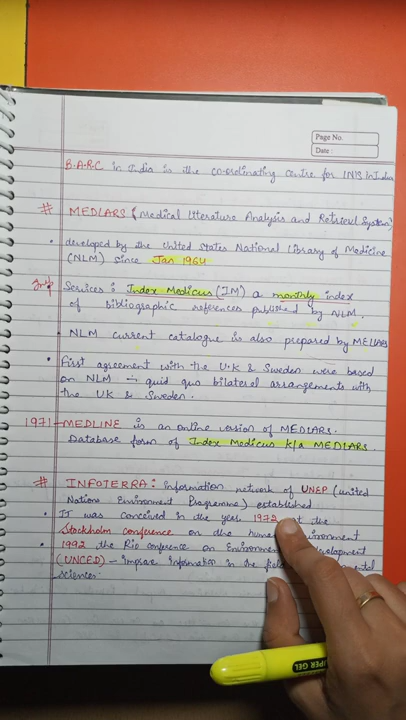 Page No.
Date :
B.A.R.C in India is the co-ordinating centre for INIS in India
# MEDLARS (Medical Literature Analysis and Retrieval System)
• developed by the United States National Library of Medicine
(NLM) since Jan 1964
Imp Services : Index Medicus (IM) a monthly index
of bibliographic references published by NLM.
• NLM current catalogue is also prepared by
• First agreement with the U.K & Sweden were based
on NLM → quid quo bilateral arrangements with
the UK & Sweden.
1971 - MEDLINE is an online version of MEDLARS.
Database form of Index Medicus k/a MEDLARS.
# INFOTERRA : information network of UNEP (United
Nations Environment Programme) established
• IT was conceived in the year 1972 at the
Stockholm conference on the human
• 1992 the Rio conference on
(UNCED) - Improve Information in the
sciences.
PER GEL